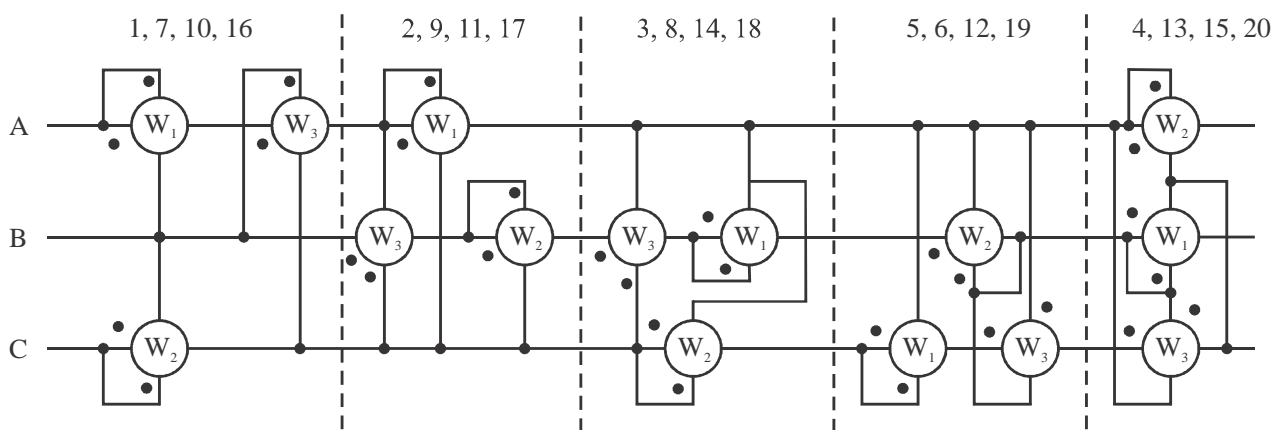 1, 7, 10, 16
2, 9, 11, 17
3, 8, 14, 18
5, 6, 12, 19
4, 13, 15, 20
A W1 W3 W1 W2
B W3 W2 W3 W1 W2 W1
C W2 W2 W1 W3 W3